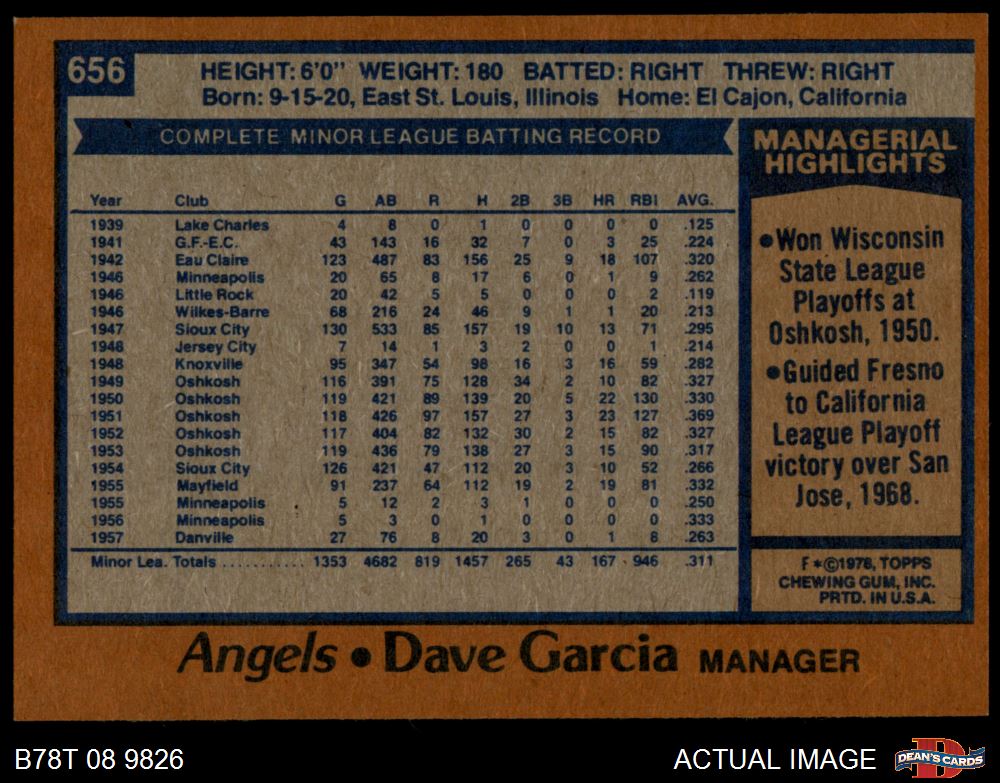 656
HEIGHT: 6'0" WEIGHT: 180 BATTED: RIGHT THREW: RIGHT
Born: 9-15-20, East St. Louis, Illinois Home: El Cajon, California
COMPLETE MINOR LEAGUE BATTING RECORD
Year Club G AB R H 2B 3B HR RBI AVG.
1939 Lake Charles 4 8 0 1 0 0 0 0 .125
1941 G.F.-E.C. 43 143 16 32 7 0 3 25 .224
1942 Eau Claire 123 487 83 156 25 9 18 107 .320
1946 Minneapolis 20 65 8 17 6 0 1 9 .262
1946 Little Rock 20 42 5 5 0 0 0 2 .119
1946 Wilkes-Barre 68 216 24 46 9 1 1 20 .213
1947 Sioux City 130 533 85 157 19 10 13 71 .295
1948 Jersey City 7 14 1 3 2 0 0 1 .214
1948 Knoxville 95 347 54 98 16 3 16 59 .282
1949 Oshkosh 116 391 75 128 34 2 10 82 .327
1950 Oshkosh 119 421 89 139 20 5 22 130 .330
1951 Oshkosh 118 426 97 157 27 3 23 127 .369
1952 Oshkosh 117 404 82 132 30 2 15 82 .327
1953 Oshkosh 119 436 79 138 27 3 15 90 .317
1954 Sioux City 126 421 47 112 20 3 10 52 .266
1955 Mayfield 91 237 64 112 19 2 19 81 .332
1955 Minneapolis 5 12 2 3 1 0 0 0 .250
1956 Minneapolis 5 3 0 1 0 0 0 0 .333
1957 Danville 27 76 8 20 3 0 1 8 .263
Minor Lea. Totals ........... 1353 4682 819 1457 265 43 167 946 .311
MANAGERIAL
HIGHLIGHTS
•Won Wisconsin
State League
Playoffs at
Oshkosh, 1950.
•Guided Fresno
to California
League Playoff
victory over San
Jose, 1968.
F*©1978, TOPPS
CHEWING GUM, INC.
PRTD. IN U.S.A.
Angels • Dave Garcia MANAGER
B78T 08 9826
ACTUAL IMAGE
D
DEAN'S CARDS